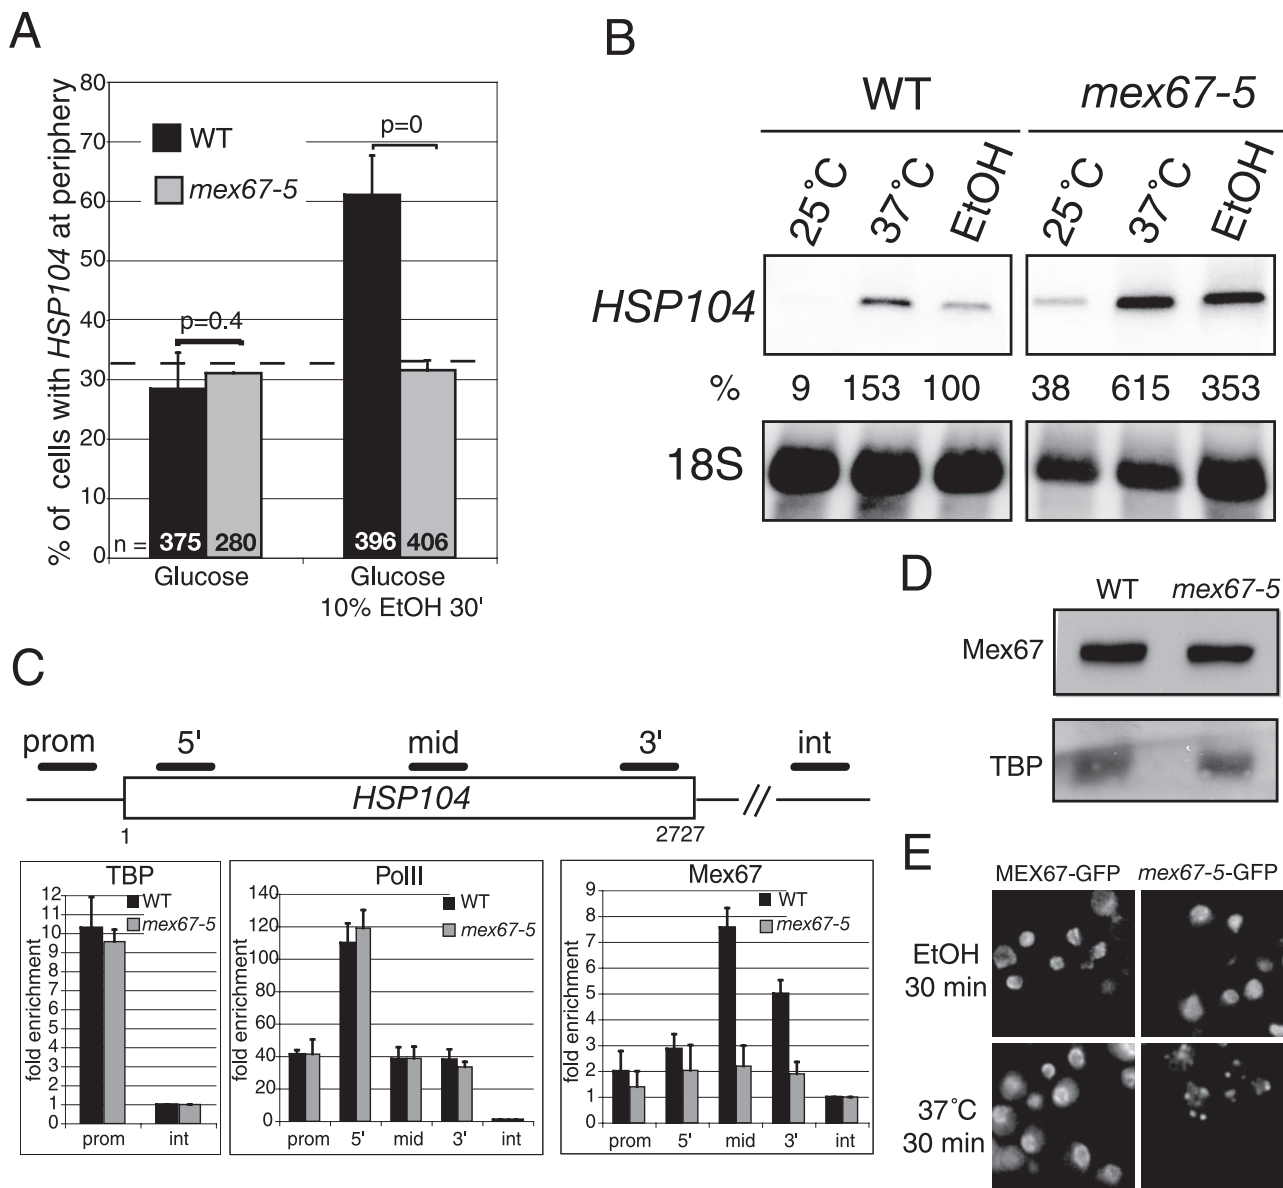 A
% of cells with HSP104 at periphery
80
70
60
50
40
30
20
10
0
WT
mex67-5
p=0
p=0.4
n = 375 280 396 406
Glucose
Glucose
10% EtOH 30'
B
WT mex67-5
25°C 37°C EtOH 25°C 37°C EtOH
HSP104
% 9 153 100 38 615 353
18S
C
prom 5' mid 3' int
HSP104
1 2727
TBP
fold enrichment
12
11
10
9
8
7
6
5
4
3
2
1
0
WT
mex67-5
prom int
PolII
fold enrichment
140
120
100
80
60
40
20
0
WT
mex67-5
prom 5' mid 3' int
Mex67
fold enrichment
9
8
7
6
5
4
3
2
1
0
WT
mex67-5
prom 5' mid 3' int
D
WT mex67-5
Mex67
TBP
E
MEX67-GFP mex67-5-GFP
EtOH
30 min
37°C
30 min